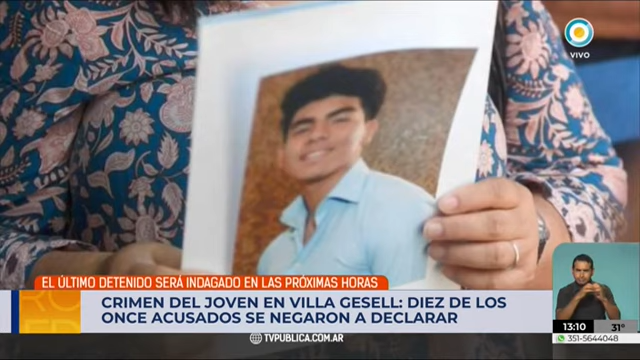 VIVO
EL ÚLTIMO DETENIDO SERÁ INDAGADO EN LAS PRÓXIMAS HORAS
CRIMEN DEL JOVEN EN VILLA GESELL: DIEZ DE LOS
ONCE ACUSADOS SE NEGARON A DECLARAR
13:10 31°
TVPUBLICA.COM.AR
351-5644048